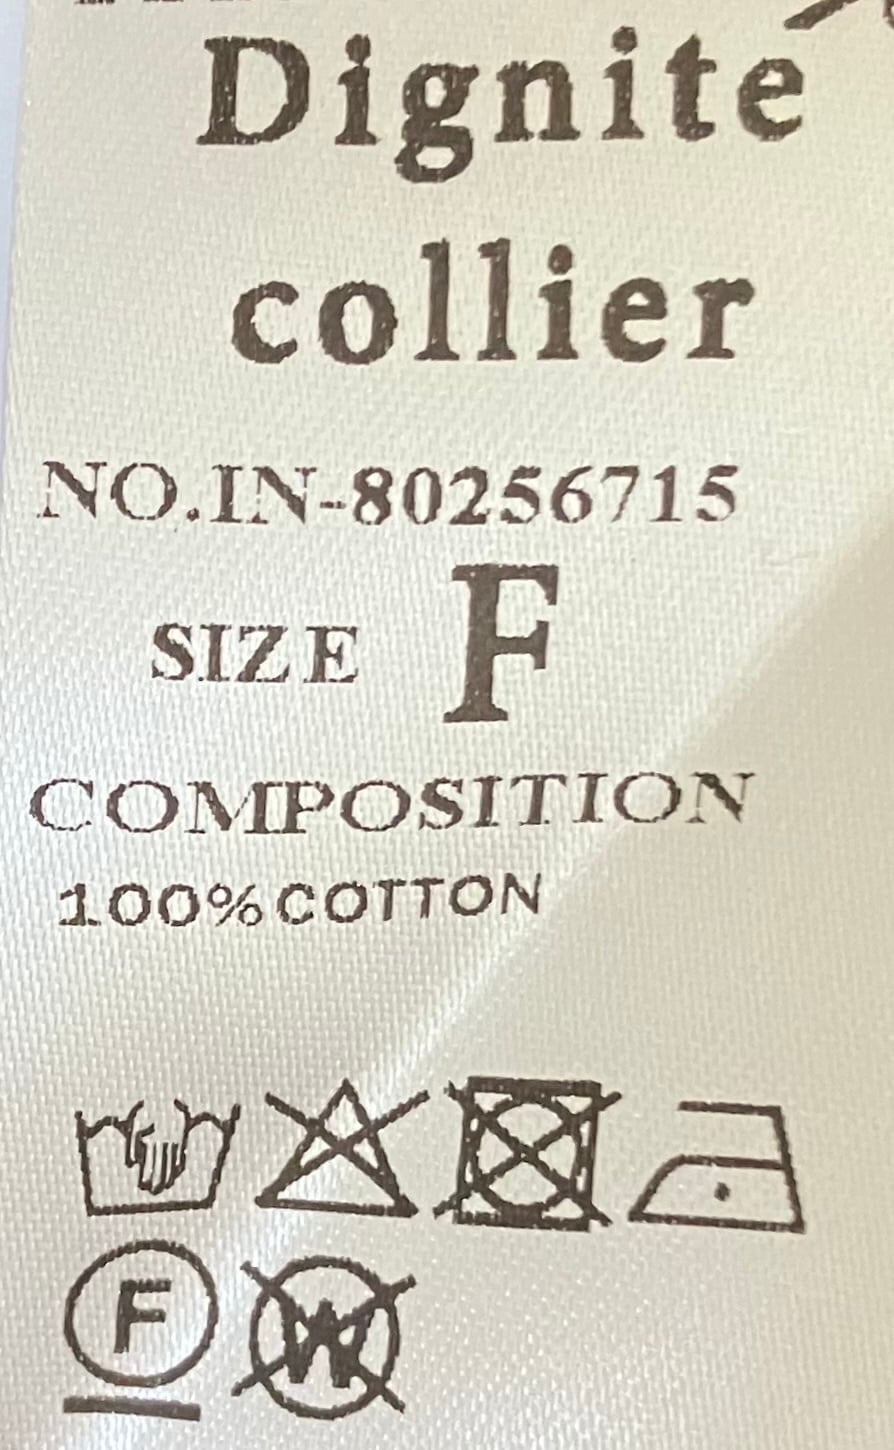 Dignite
collier
NO.IN-80256715
SIZE F
COMPOSITION
100%COTTON
F
W